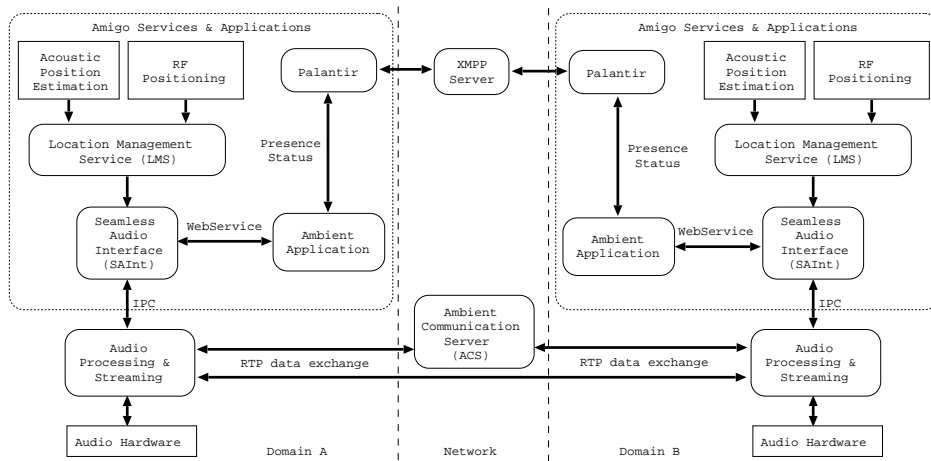 Amigo Services & Applications
Acoustic
Position
Estimation
RF
Positioning
Palantir
Location Management
Service (LMS)
Presence
Status
Seamless
Audio
Interface
(SAInt)
WebService
Ambient
Application
IPC
Audio
Processing &
Streaming
Audio Hardware
RTP data exchange
Domain A
XMPP
Server
Ambient
Communication
Server
(ACS)
Network
Amigo Services & Applications
Palantir
Acoustic
Position
Estimation
RF
Positioning
Presence
Status
Location Management
Service (LMS)
Ambient
Application
WebService
Seamless
Audio
Interface
(SAInt)
IPC
RTP data exchange
Audio
Processing &
Streaming
Audio Hardware
Domain B